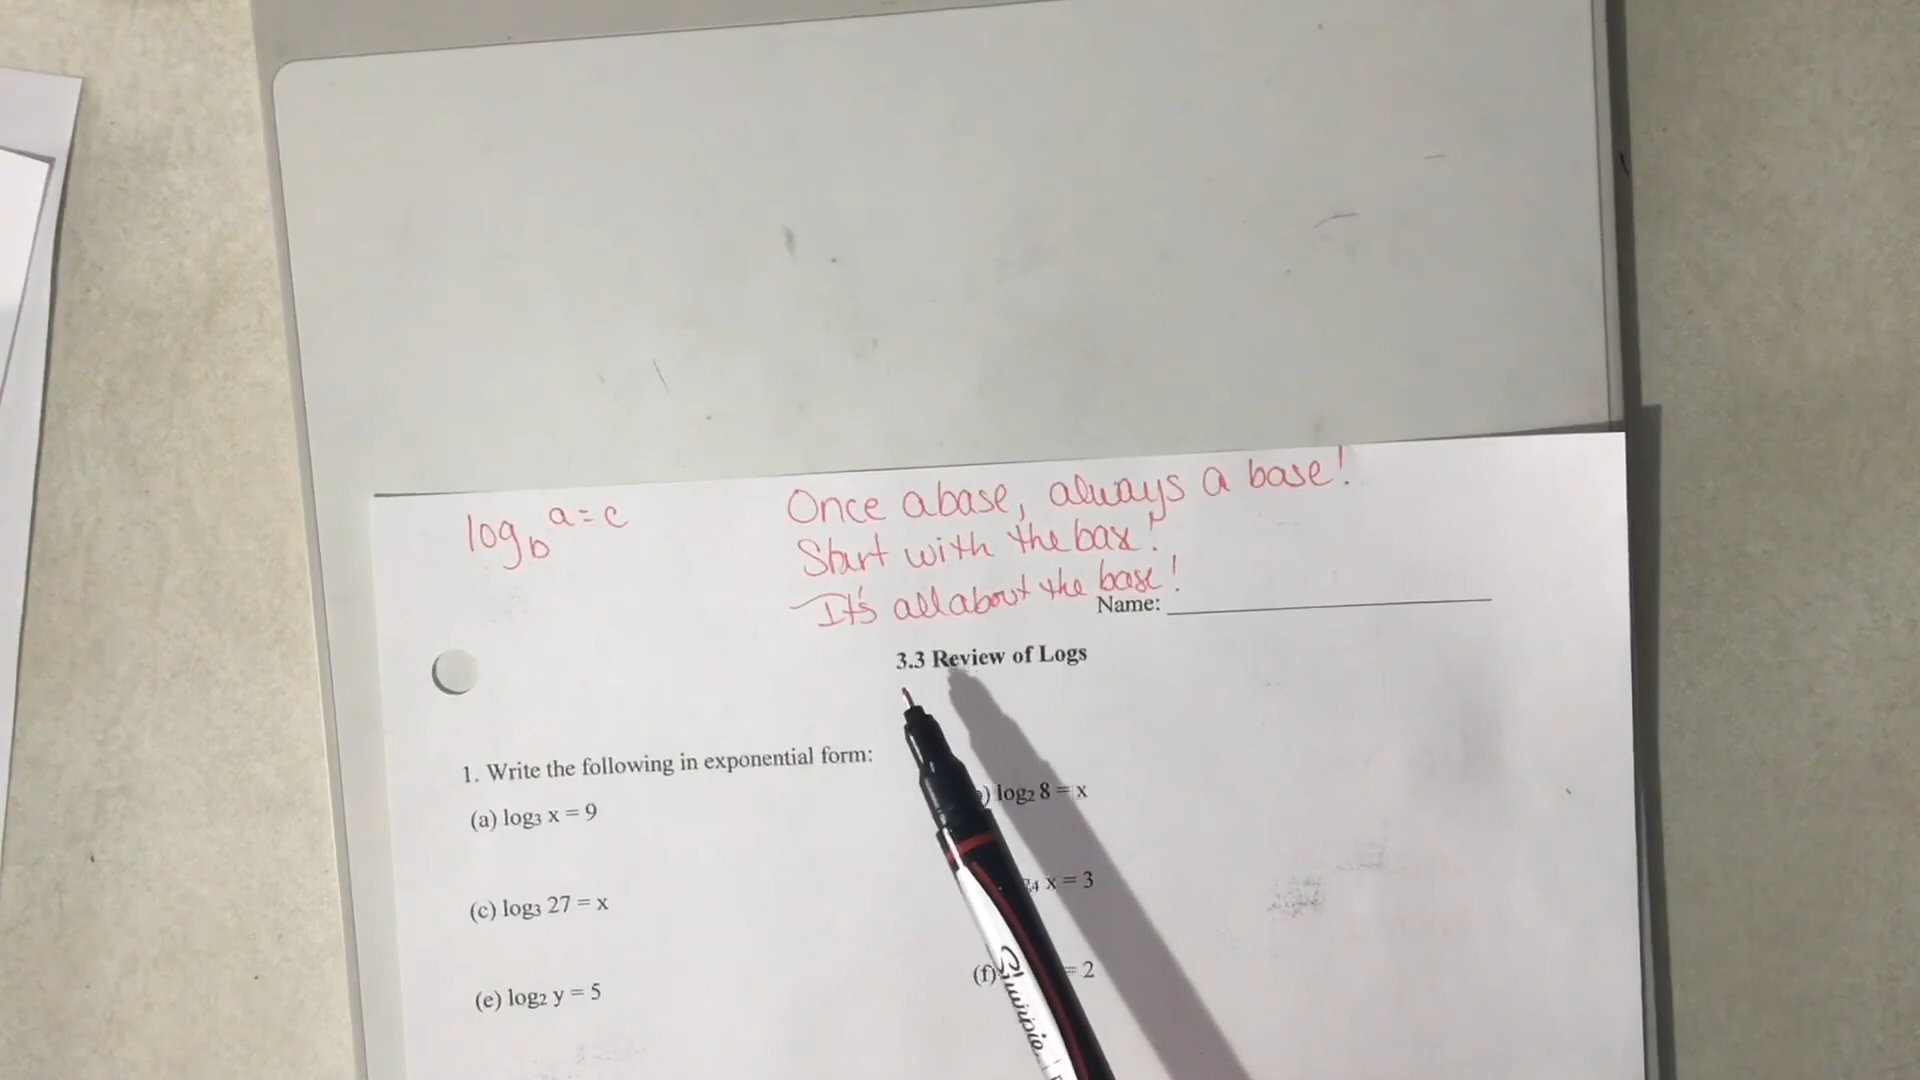 log_b a = c
Once a base, always a base!
Start with the base!
It's all about the base!
Name:
3.3 Review of Logs
1. Write the following in exponential form:
(a) log₃ x = 9
) log₂ 8 = x
(c) log₃ 27 = x
₄ x = 3
(e) log₂ y = 5
(f) = 2
Sharpie